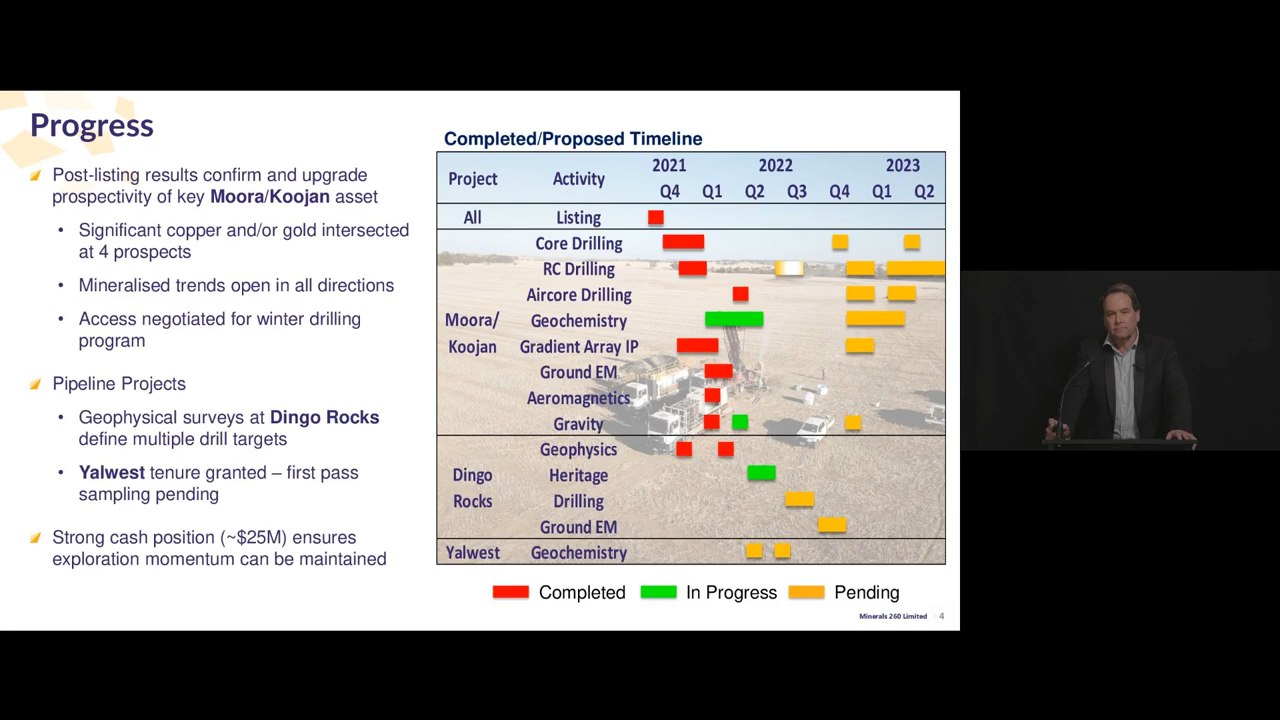 Progress
Post-listing results confirm and upgrade
prospectivity of key Moora/Koojan asset
• Significant copper and/or gold intersected
at 4 prospects
• Mineralised trends open in all directions
• Access negotiated for winter drilling
program
Pipeline Projects
• Geophysical surveys at Dingo Rocks
define multiple drill targets
• Yalwest tenure granted – first pass
sampling pending
Strong cash position (~$25M) ensures
exploration momentum can be maintained
Completed/Proposed Timeline
Project Activity 2021 2022 2023
Q4 Q1 Q2 Q3 Q4 Q1 Q2
All Listing
Core Drilling
RC Drilling
Aircore Drilling
Moora/ Geochemistry
Koojan Gradient Array IP
Ground EM
Aeromagnetics
Gravity
Geophysics
Dingo Heritage
Rocks Drilling
Ground EM
Yalwest Geochemistry
Completed In Progress Pending
Minerals 260 Limited 4